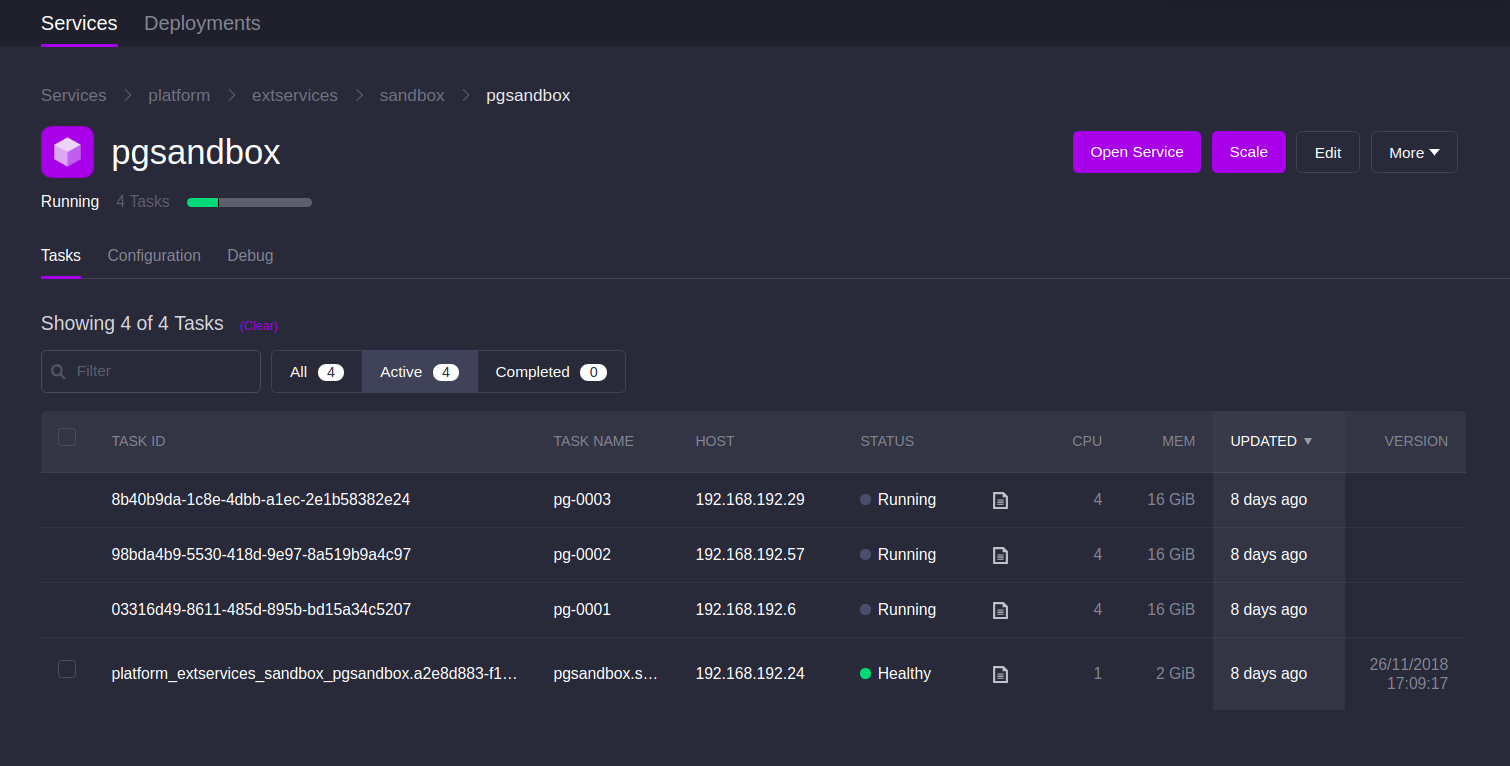 Services Deployments
Services platform extservices sandbox pgsandbox
pgsandbox
Open Service Scale Edit More
Running 4 Tasks
Tasks Configuration Debug
Showing 4 of 4 Tasks (Clear)
Filter All 4 Active 4 Completed 0
TASK ID TASK NAME HOST STATUS CPU MEM UPDATED VERSION
8b40b9da-1c8e-4dbb-a1ec-2e1b58382e24 pg-0003 192.168.192.29 Running 4 16 GiB 8 days ago
98bda4b9-5530-418d-9e97-8a519b9a4c97 pg-0002 192.168.192.57 Running 4 16 GiB 8 days ago
03316d49-8611-485d-895b-bd15a34c5207 pg-0001 192.168.192.6 Running 4 16 GiB 8 days ago
platform_extservices_sandbox_pgsandbox.a2e8d883-f1… pgsandbox.s… 192.168.192.24 Healthy 1 2 GiB 8 days ago 26/11/2018
17:09:17